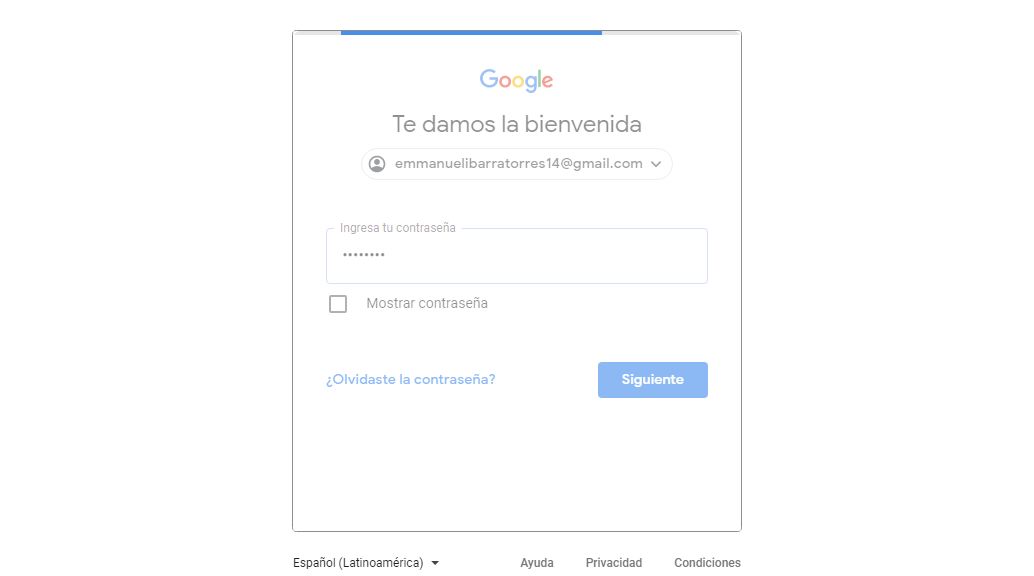 Google
Te damos la bienvenida
emmanuelibarratorres14@gmail.com
Ingresa tu contraseña
••••••••
Mostrar contraseña
¿Olvidaste la contraseña? Siguiente
Español (Latinoamérica) Ayuda Privacidad Condiciones